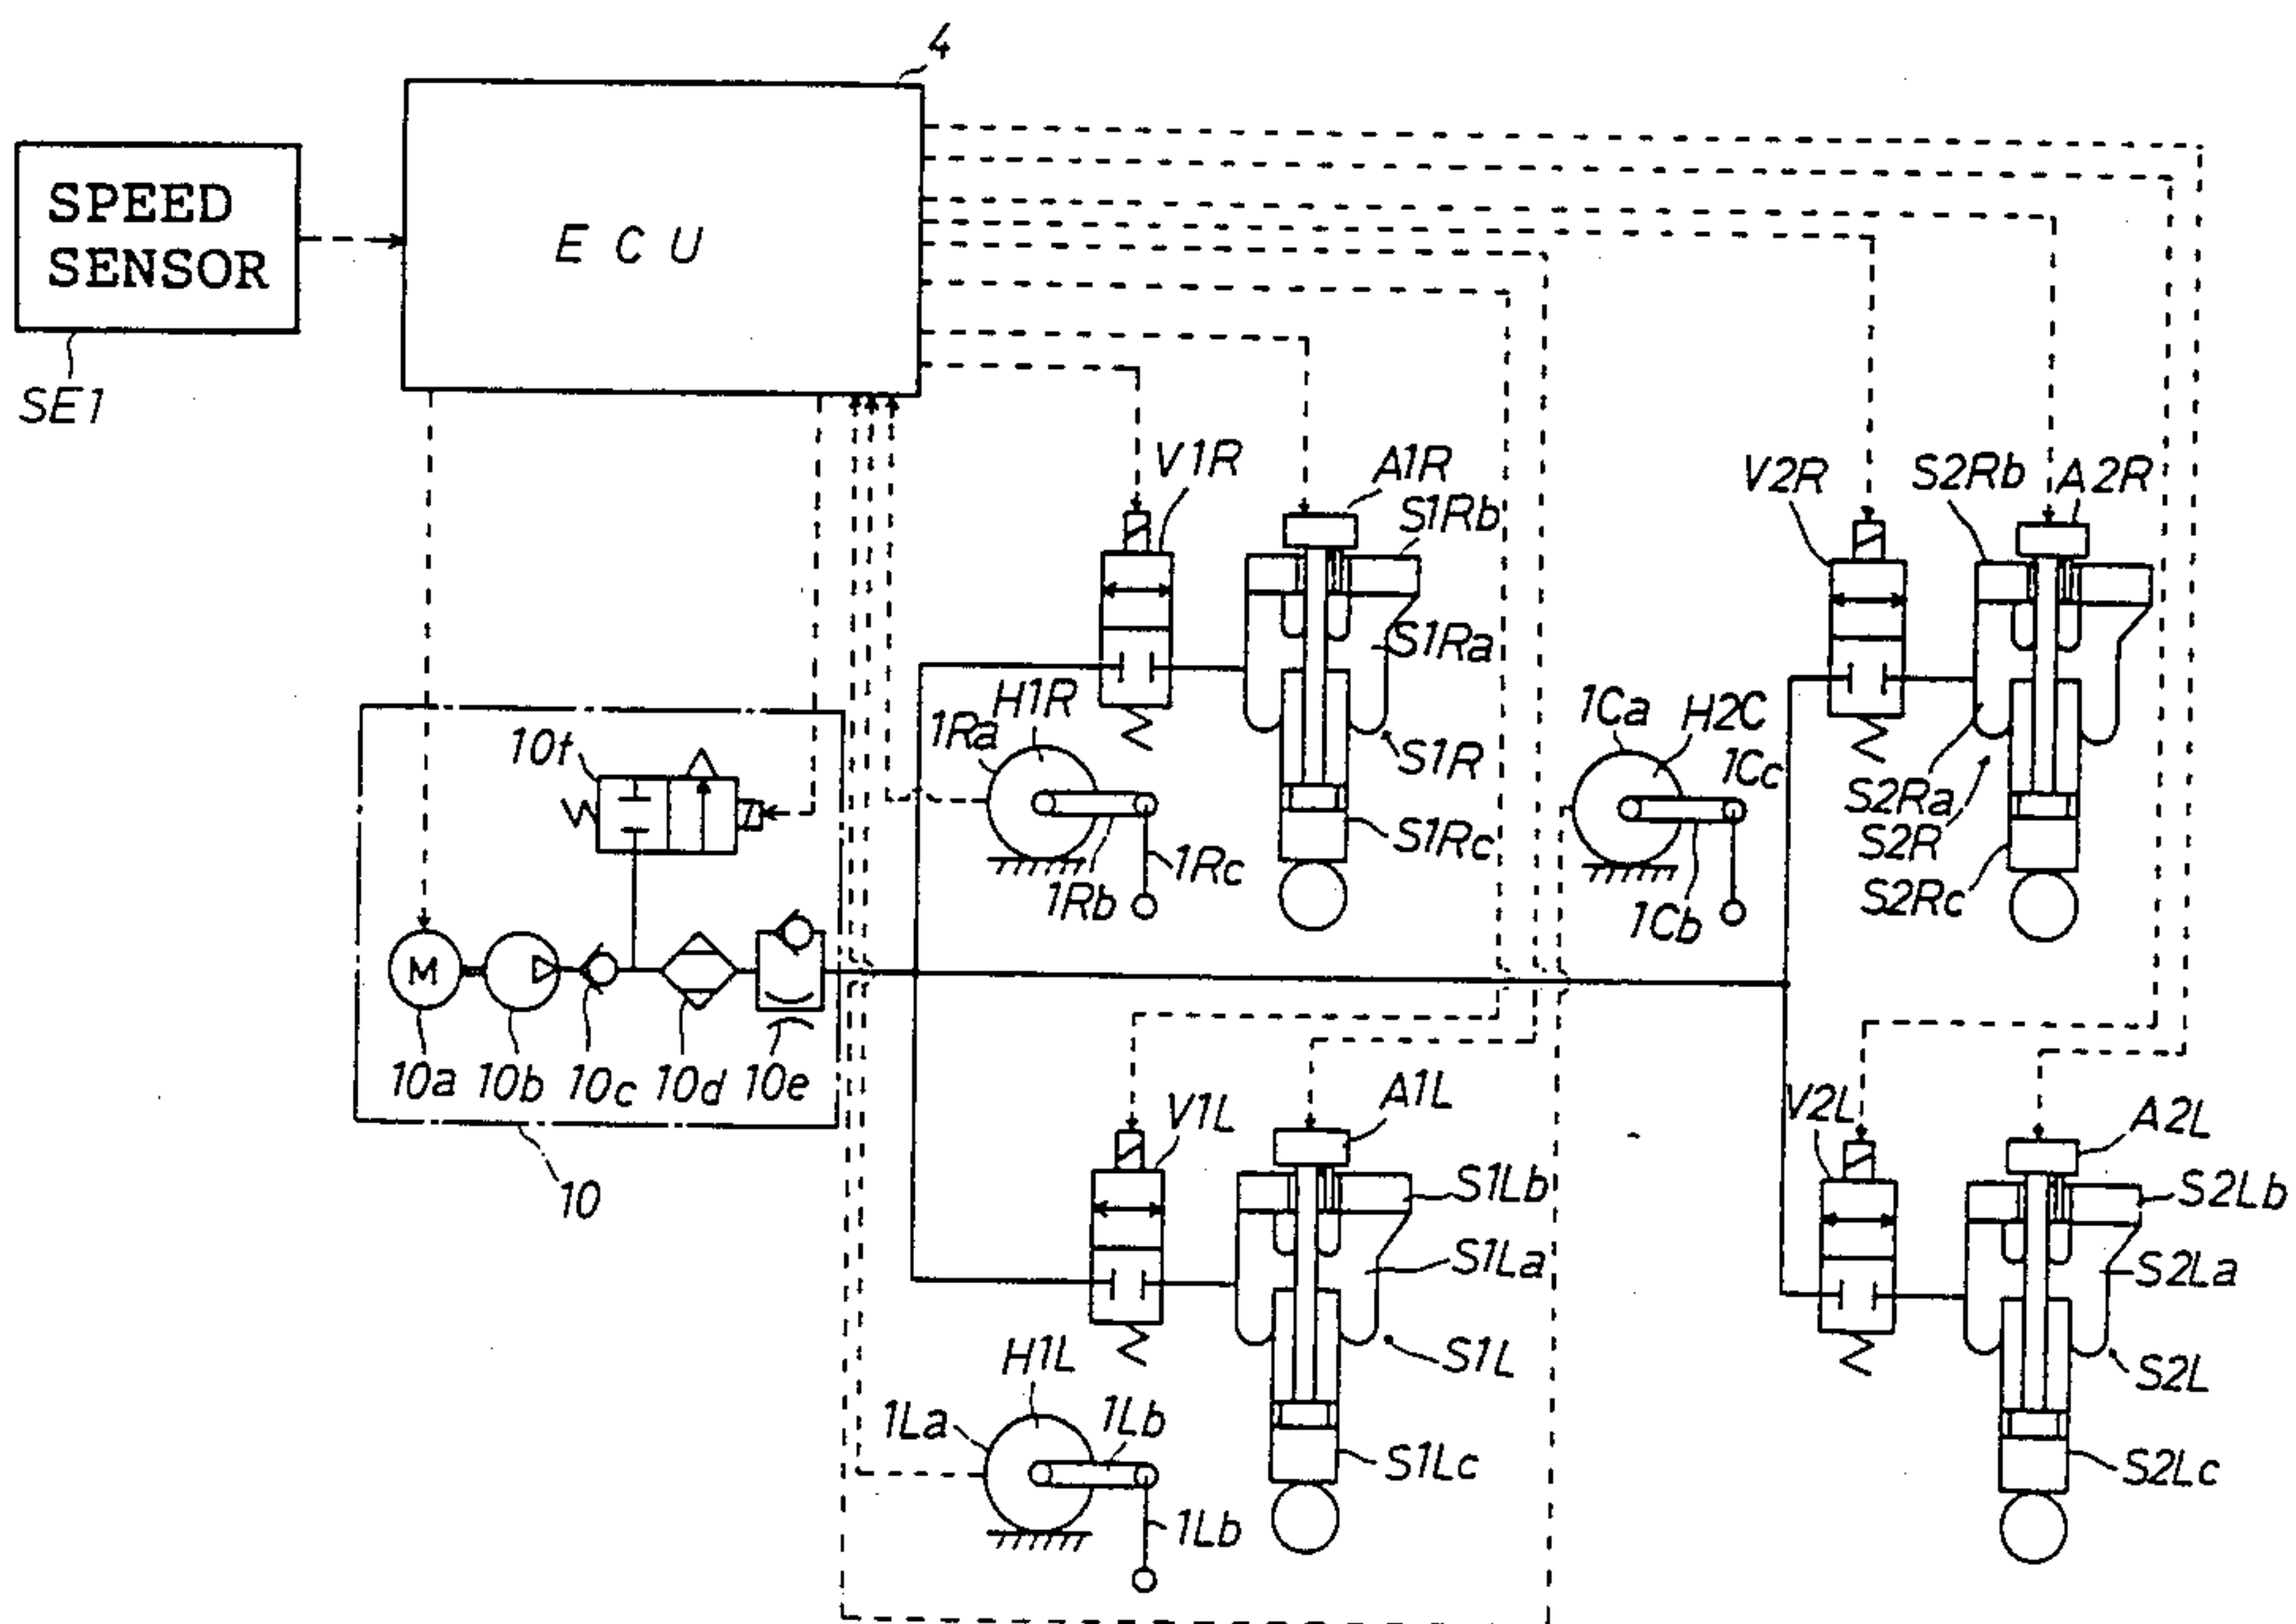 4
SPEED
SENSOR
E C U
SE1
V1R
A1R
S1Rb
V2R
S2Rb
A2R
S1Ra
H1R
1Ra
1Ca
H2C
1Cc
10f
S1R
S2Ra
S2R
S1Rc
1Rc
1Rb
1Cb
S2Rc
M
10a
10b
10c
10d
10e
V1L
A1L
V2L
A2L
10
S1Lb
S2Lb
S1La
S2La
H1L
S1L
S2L
1La
1Lb
S1Lc
S2Lc
1Lb